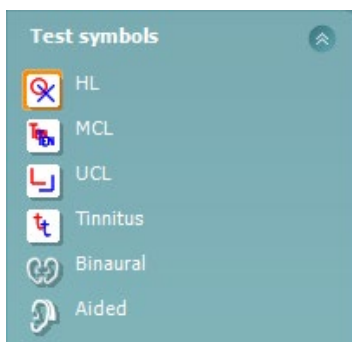 Test symbols
HL
MCL
UCL
Tinnitus
Binaural
Aided